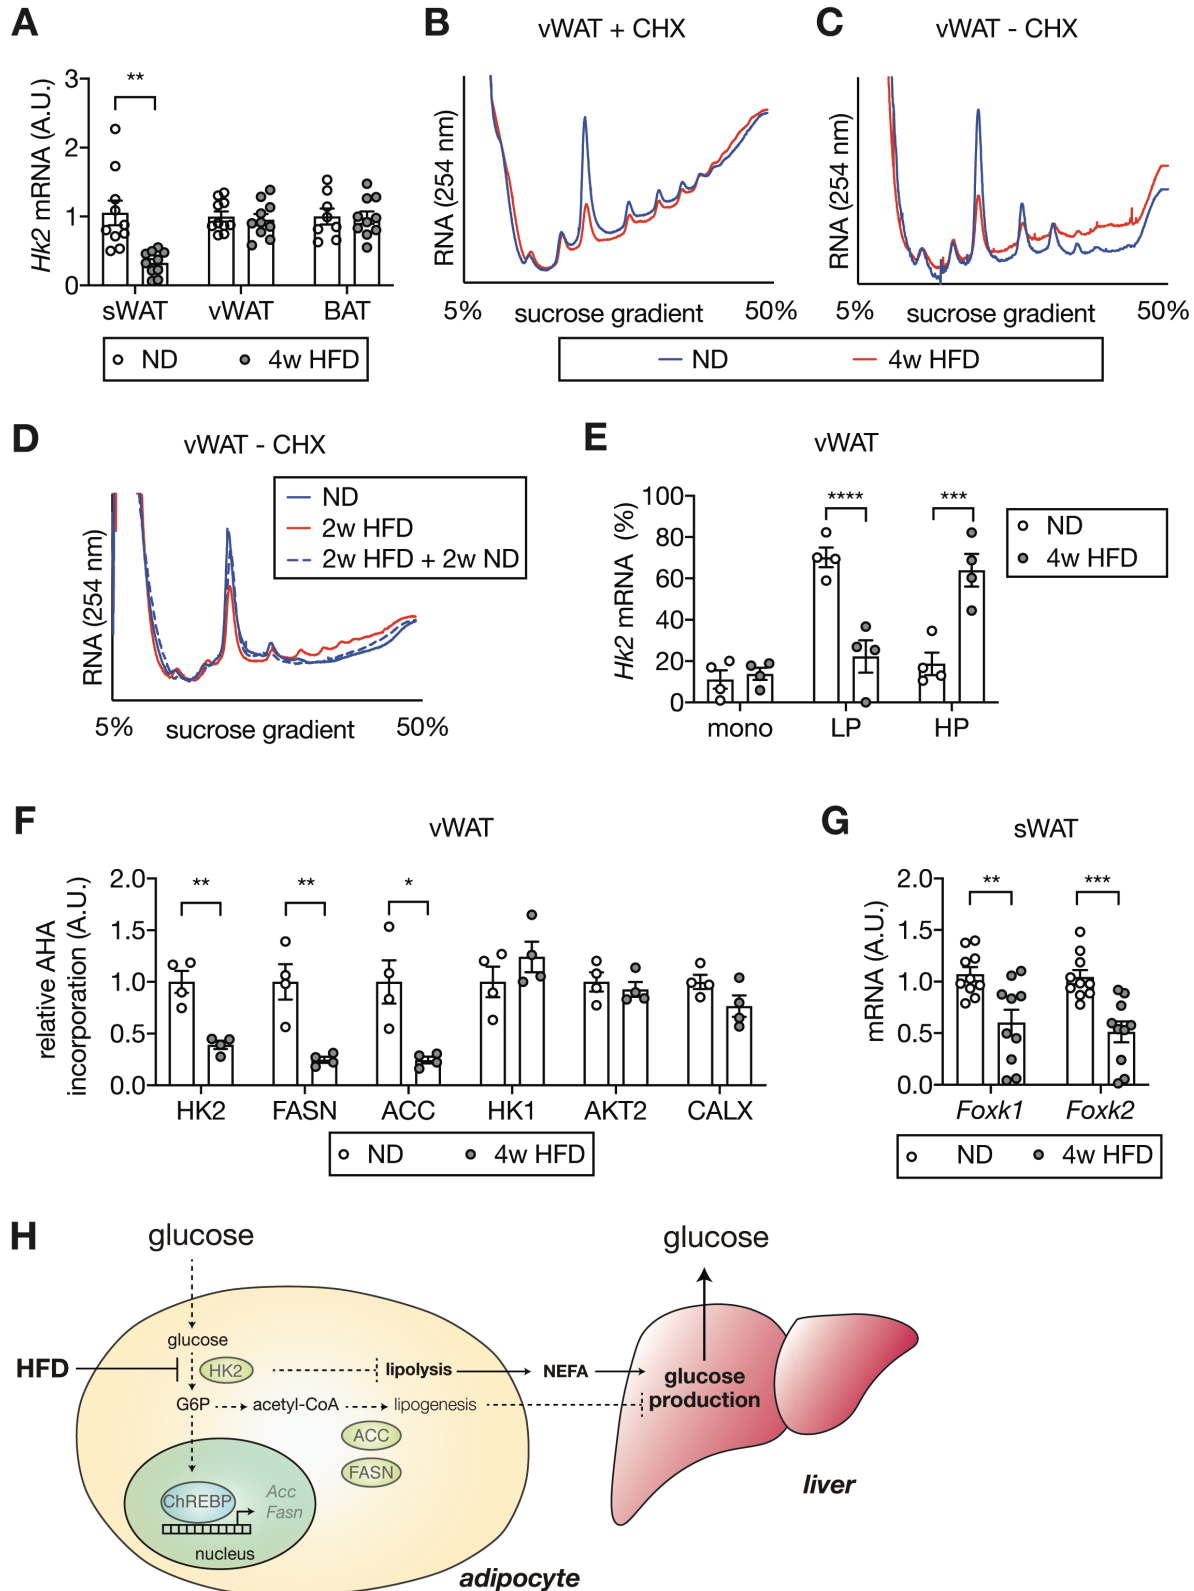 A
Hk2 mRNA (A.U.)
3
2
1
0
**
sWAT
vWAT
BAT
ND
4w HFD
B
vWAT + CHX
RNA (254 nm)
5%
sucrose gradient
50%
C
vWAT - CHX
RNA (254 nm)
5%
sucrose gradient
50%
ND
4w HFD
D
vWAT - CHX
ND
2w HFD
2w HFD + 2w ND
RNA (254 nm)
5%
sucrose gradient
50%
E
vWAT
Hk2 mRNA (%)
100
80
60
40
20
0
****
***
mono
LP
HP
ND
4w HFD
F
vWAT
relative AHA
incorporation (A.U.)
2.0
1.5
1.0
0.5
0.0
**
**
*
HK2
FASN
ACC
HK1
AKT2
CALX
ND
4w HFD
G
sWAT
mRNA (A.U.)
2.0
1.5
1.0
0.5
0.0
**
***
Foxk1
Foxk2
ND
4w HFD
H
glucose
glucose
glucose
HFD
HK2
lipolysis
NEFA
glucose
production
G6P
acetyl-CoA
lipogenesis
ACC
FASN
ChREBP
Acc
Fasn
nucleus
adipocyte
liver